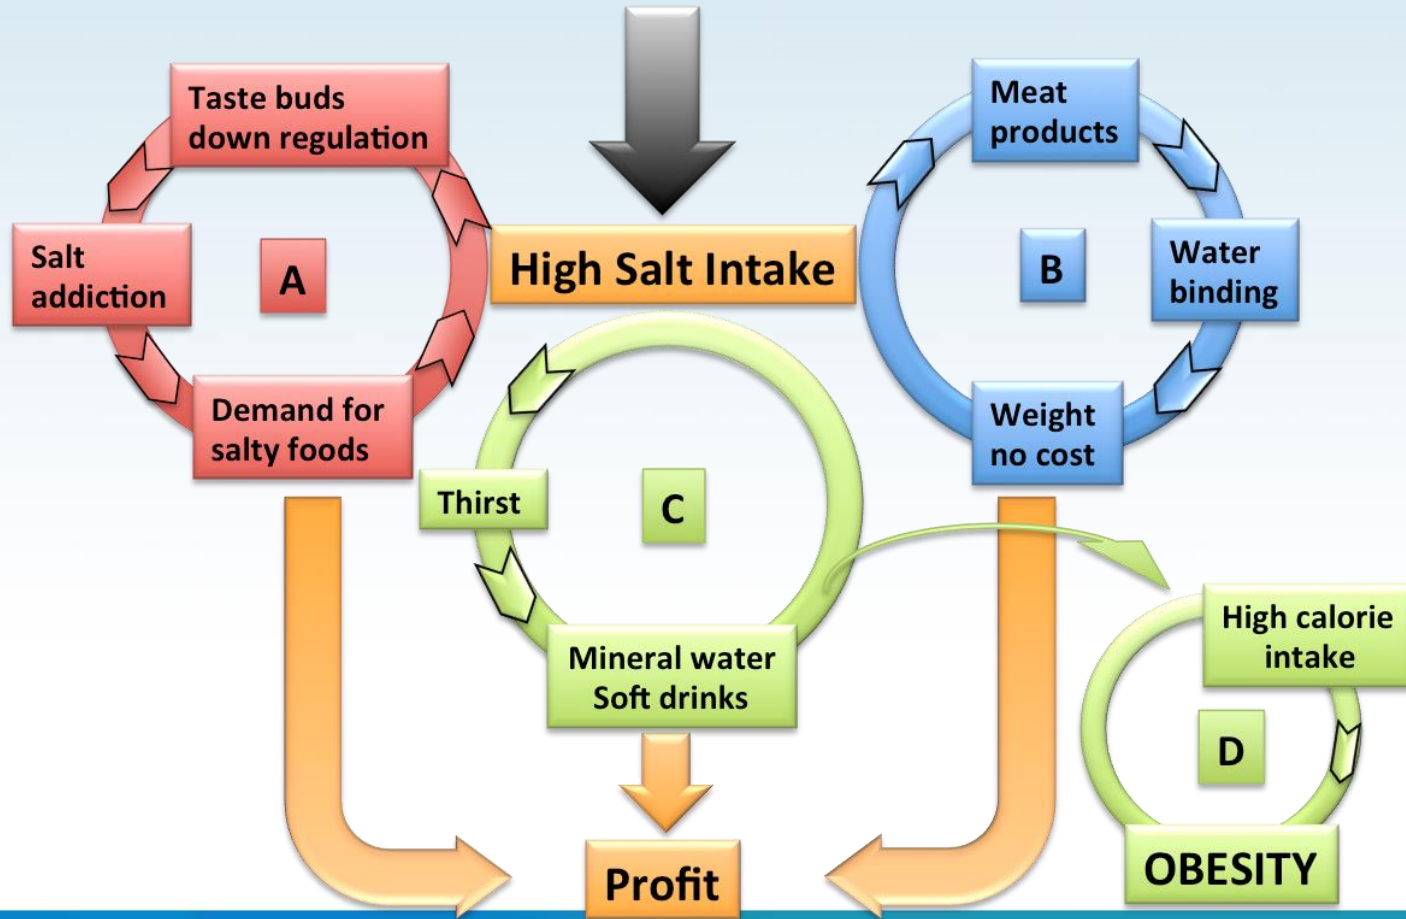 Taste buds
down regulation
Salt
addiction
A
Demand for
salty foods
High Salt Intake
Meat
products
B
Water
binding
Weight
no cost
Thirst
C
Mineral water
Soft drinks
High calorie
intake
D
OBESITY
Profit